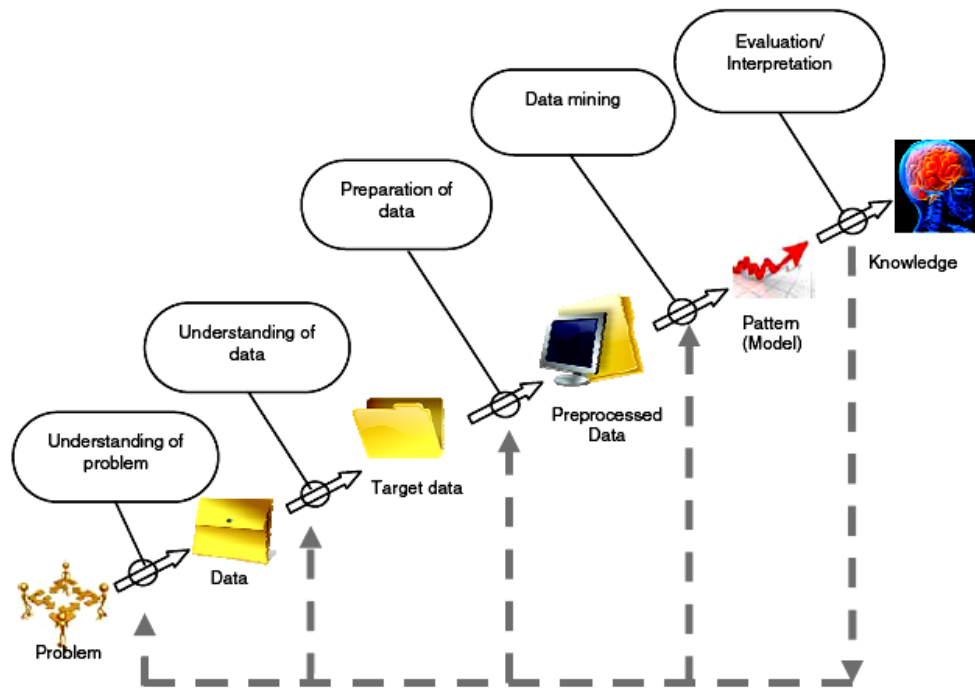 Evaluation/
Interpretation
Data mining
Preparation of
data
Knowledge
Understanding of
data
Pattern
(Model)
Preprocessed
Data
Understanding of
problem
Target data
Data
Problem